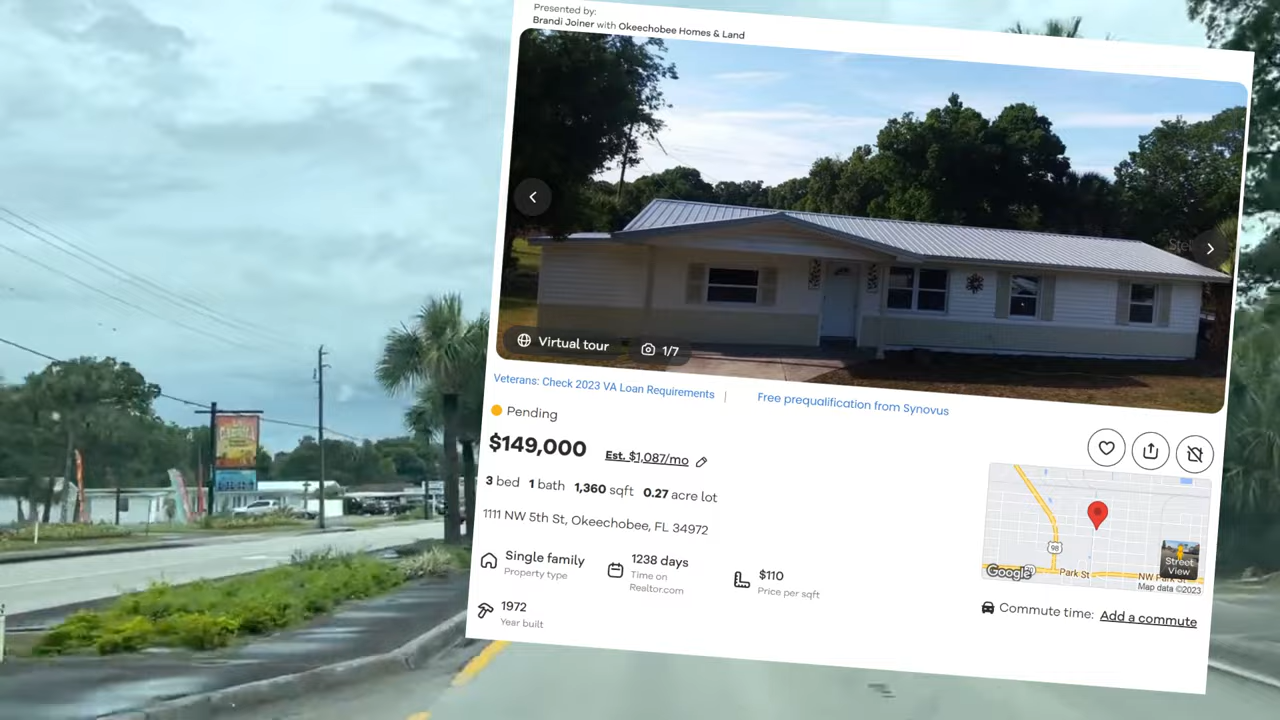 Presented by:
Brandi Joiner with Okeechobee Homes & Land
Virtual tour
1/7
Veterans: Check 2023 VA Loan Requirements |
Free prequalification from Synovus
Pending
$149,000
Est. $1,087/mo
3 bed 1 bath 1,360 sqft 0.27 acre lot
1111 NW 5th St, Okeechobee, FL 34972
Single family
Property type
1238 days
Time on
Realtor.com
$110
Price per sqft
1972
Year built
98
Google
Park St
NW Park St
Street
View
Map data ©2023
Commute time: Add a commute